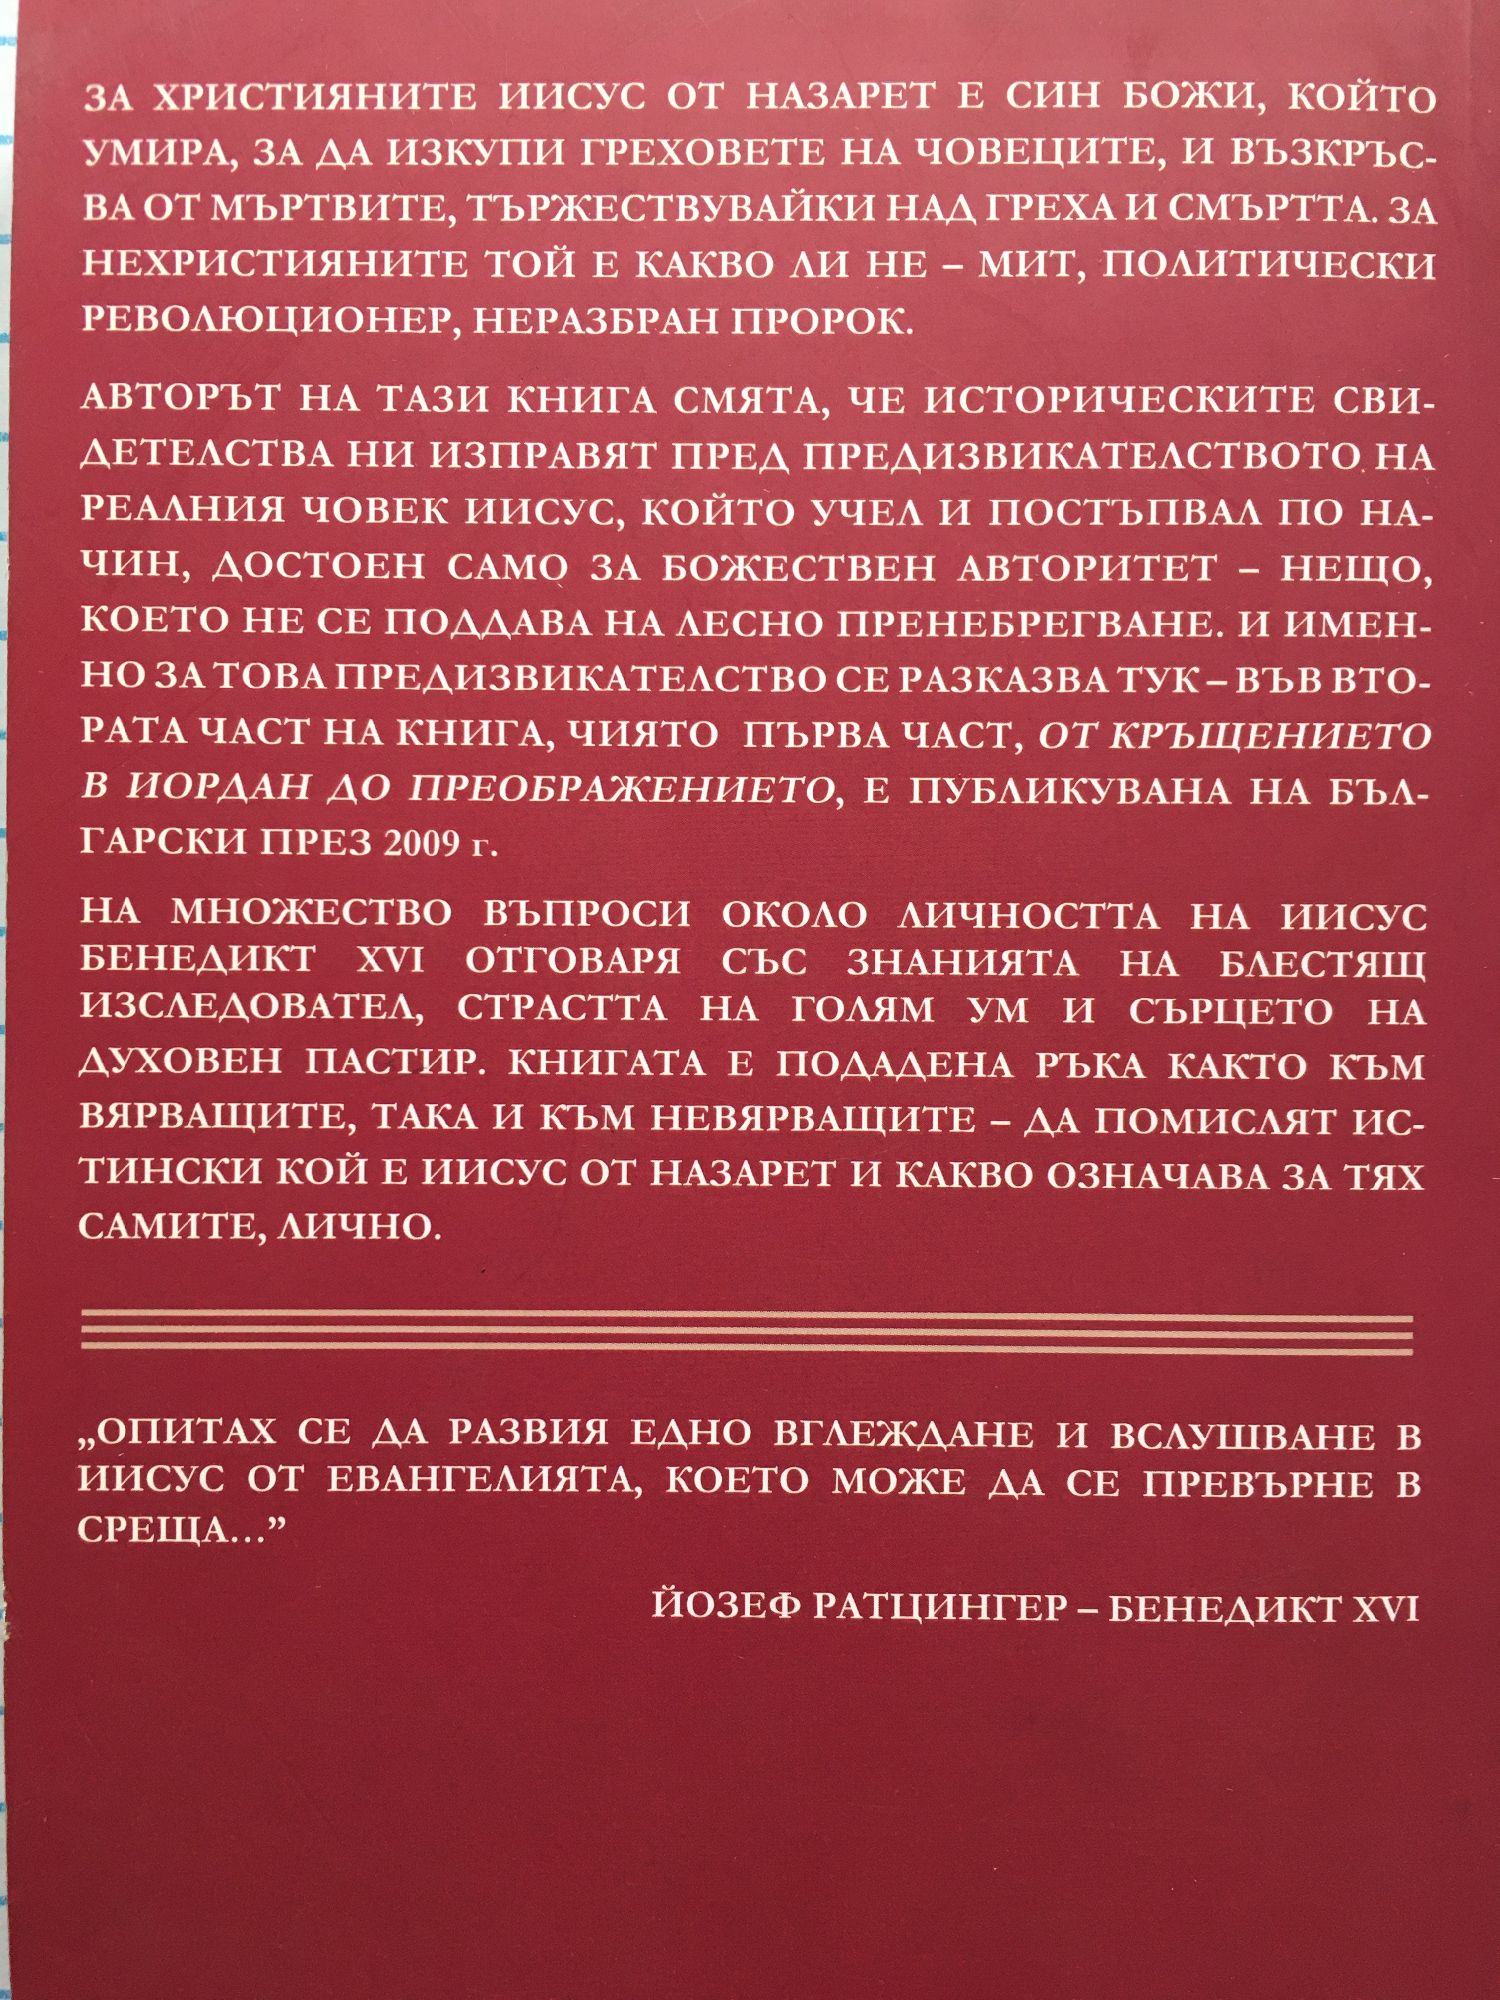 ЗА ХРИСТИЯНИТЕ ИИСУС ОТ НАЗАРЕТ Е СИН БОЖИ, КОЙТО
УМИРА, ЗА ДА ИЗКУПИ ГРЕХОВЕТЕ НА ЧОВЕЦИТЕ, И ВЪЗКРЪС-
ВА ОТ МЪРТВИТЕ, ТЪРЖЕСТВУВАЙКИ НАД ГРЕХА И СМЪРТТА. ЗА
НЕХРИСТИЯНИТЕ ТОЙ Е КАКВО ЛИ НЕ – МИТ, ПОЛИТИЧЕСКИ
РЕВОЛЮЦИОНЕР, НЕРАЗБРАН ПРОРОК.
АВТОРЪТ НА ТАЗИ КНИГА СМЯТА, ЧЕ ИСТОРИЧЕСКИТЕ СВИ-
ДЕТЕЛСТВА НИ ИЗПРАВЯТ ПРЕД ПРЕДИЗВИКАТЕЛСТВОТО НА
РЕАЛНИЯ ЧОВЕК ИИСУС, КОЙТО УЧЕЛ И ПОСТЪПВАЛ ПО НА-
ЧИН, ДОСТОЕН САМО ЗА БОЖЕСТВЕН АВТОРИТЕТ – НЕЩО,
КОЕТО НЕ СЕ ПОДДАВА НА ЛЕСНО ПРЕНЕБРЕГВАНЕ. И ИМЕН-
НО ЗА ТОВА ПРЕДИЗВИКАТЕЛСТВО СЕ РАЗКАЗВА ТУК – ВЪВ ВТО-
РАТА ЧАСТ НА КНИГА, ЧИЯТО ПЪРВА ЧАСТ, ОТ КРЪЩЕНИЕТО
В ИОРДАН ДО ПРЕОБРАЖЕНИЕТО, Е ПУБЛИКУВАНА НА БЪЛ-
ГАРСКИ ПРЕЗ 2009 г.
НА МНОЖЕСТВО ВЪПРОСИ ОКОЛО ЛИЧНОСТТА НА ИИСУС
БЕНЕДИКТ XVI ОТГОВАРЯ СЪС ЗНАНИЯТА НА БЛЕСТЯЩ
ИЗСЛЕДОВАТЕЛ, СТРАСТТА НА ГОЛЯМ УМ И СЪРЦЕТО НА
ДУХОВЕН ПАСТИР. КНИГАТА Е ПОДАДЕНА РЪКА КАКТО КЪМ
ВЯРВАЩИТЕ, ТАКА И КЪМ НЕВЯРВАЩИТЕ – ДА ПОМИСЛЯТ ИС-
ТИНСКИ КОЙ Е ИИСУС ОТ НАЗАРЕТ И КАКВО ОЗНАЧАВА ЗА ТЯХ
САМИТЕ, ЛИЧНО.
„ОПИТАХ СЕ ДА РАЗВИЯ ЕДНО ВГЛЕЖДАНЕ И ВСЛУШВАНЕ В
ИИСУС ОТ ЕВАНГЕЛИЯТА, КОЕТО МОЖЕ ДА СЕ ПРЕВЪРНЕ В
СРЕЩА...”
ЙОЗЕФ РАТЦИНГЕР – БЕНЕДИКТ XVI